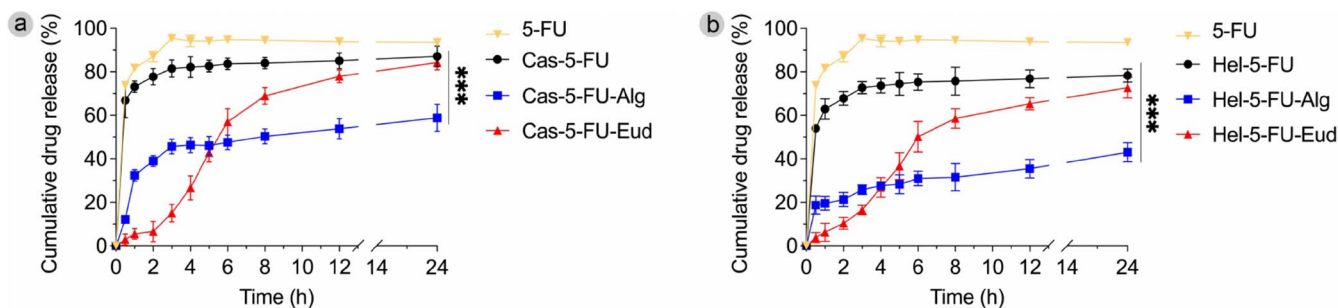 a
Cumulative drug release (%)
100
80
60
40
20
0
0 2 4 6 8 10 12 14 24
Time (h)
5-FU
Cas-5-FU
Cas-5-FU-Alg
Cas-5-FU-Eud
***
b
Cumulative drug release (%)
100
80
60
40
20
0
0 2 4 6 8 10 12 14 24
Time (h)
5-FU
Hel-5-FU
Hel-5-FU-Alg
Hel-5-FU-Eud
***